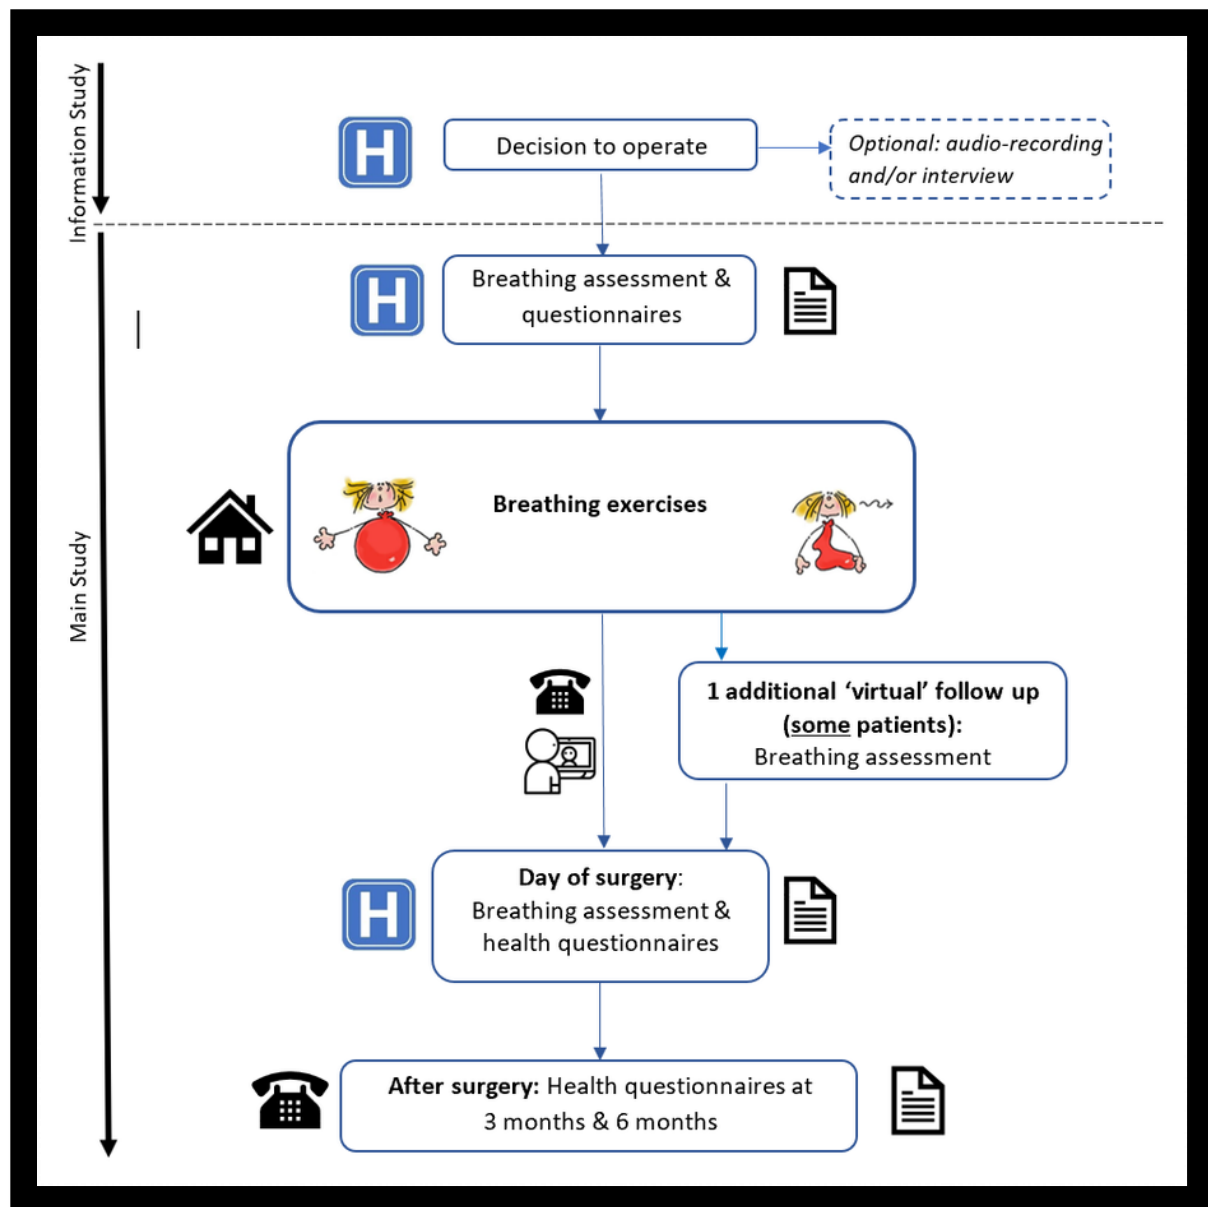 Information Study
H
Decision to operate
Optional: audio-recording
and/or interview
Main Study
H
Breathing assessment &
questionnaires
Breathing exercises
1 additional ‘virtual’ follow up
(some patients):
Breathing assessment
H
Day of surgery:
Breathing assessment &
health questionnaires
After surgery: Health questionnaires at
3 months & 6 months